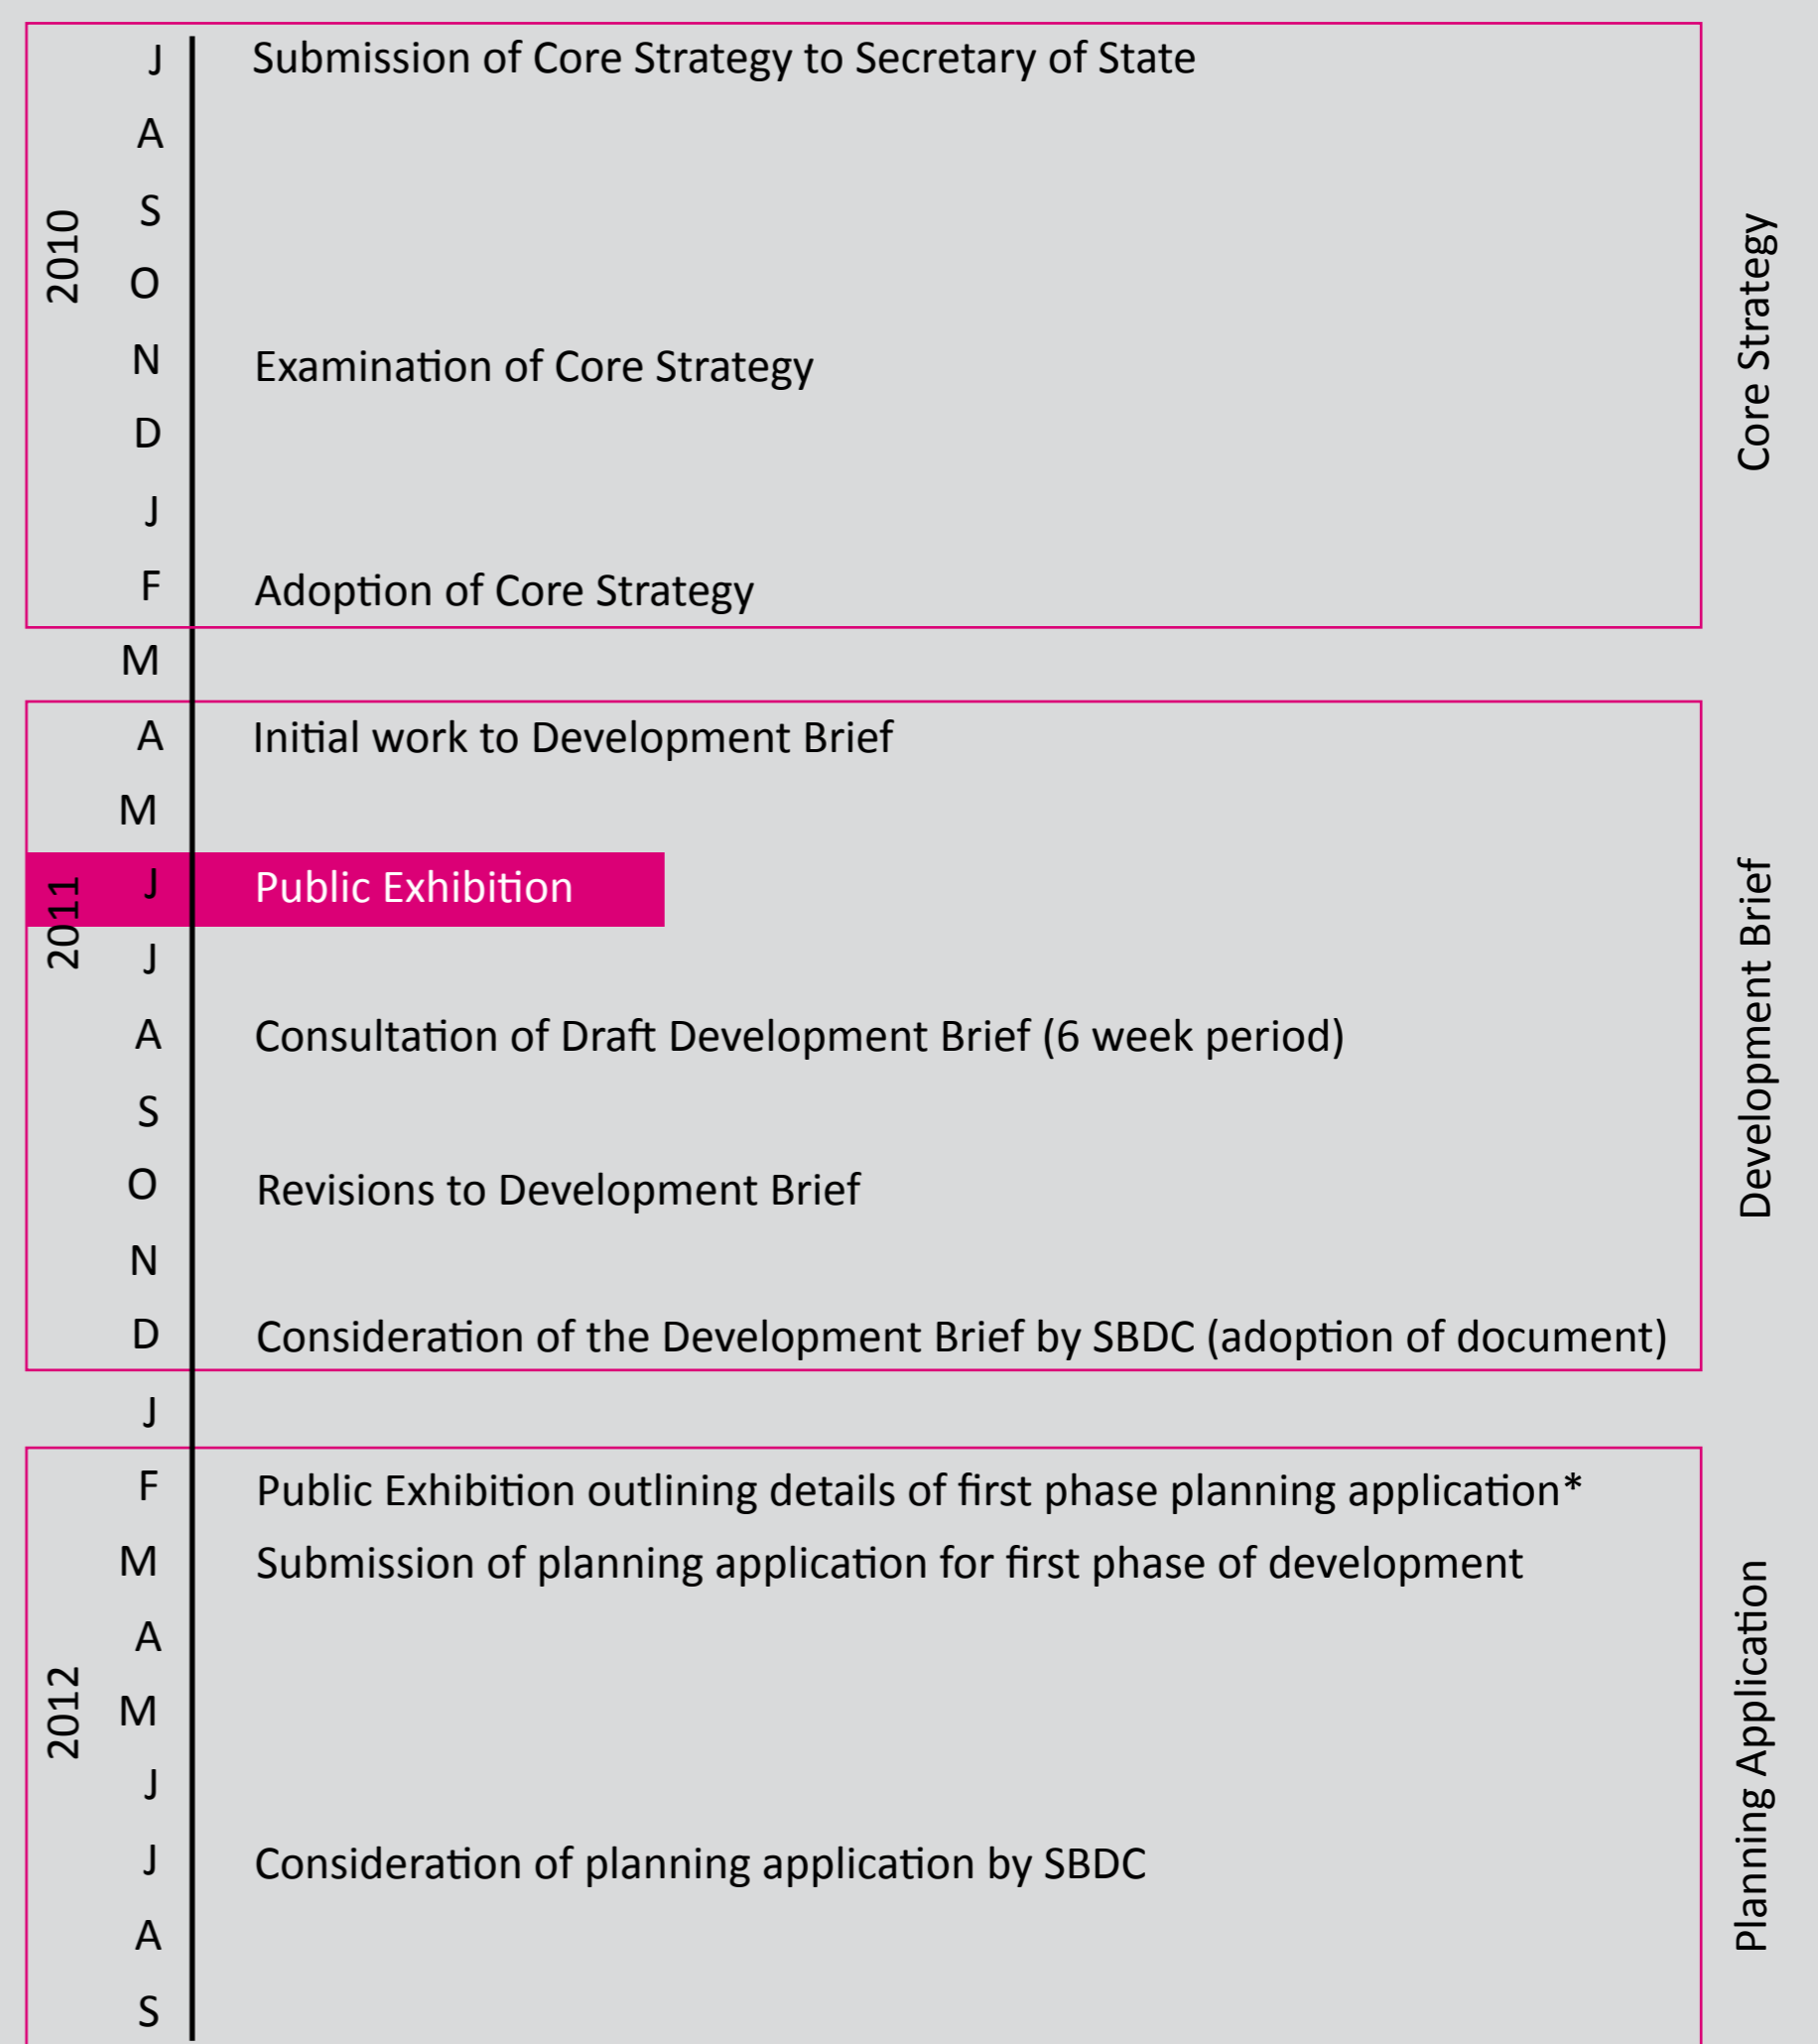 2010
J Submission of Core Strategy to Secretary of State
A
S
O
N Examination of Core Strategy
D
J
F Adoption of Core Strategy
Core Strategy
M
2011
A Initial work to Development Brief
M
J Public Exhibition
J
A Consultation of Draft Development Brief (6 week period)
S
O Revisions to Development Brief
N
D Consideration of the Development Brief by SBDC (adoption of document)
Development Brief
J
2012
F Public Exhibition outlining details of first phase planning application*
M Submission of planning application for first phase of development
A
M
J
J Consideration of planning application by SBDC
A
S
Planning Application